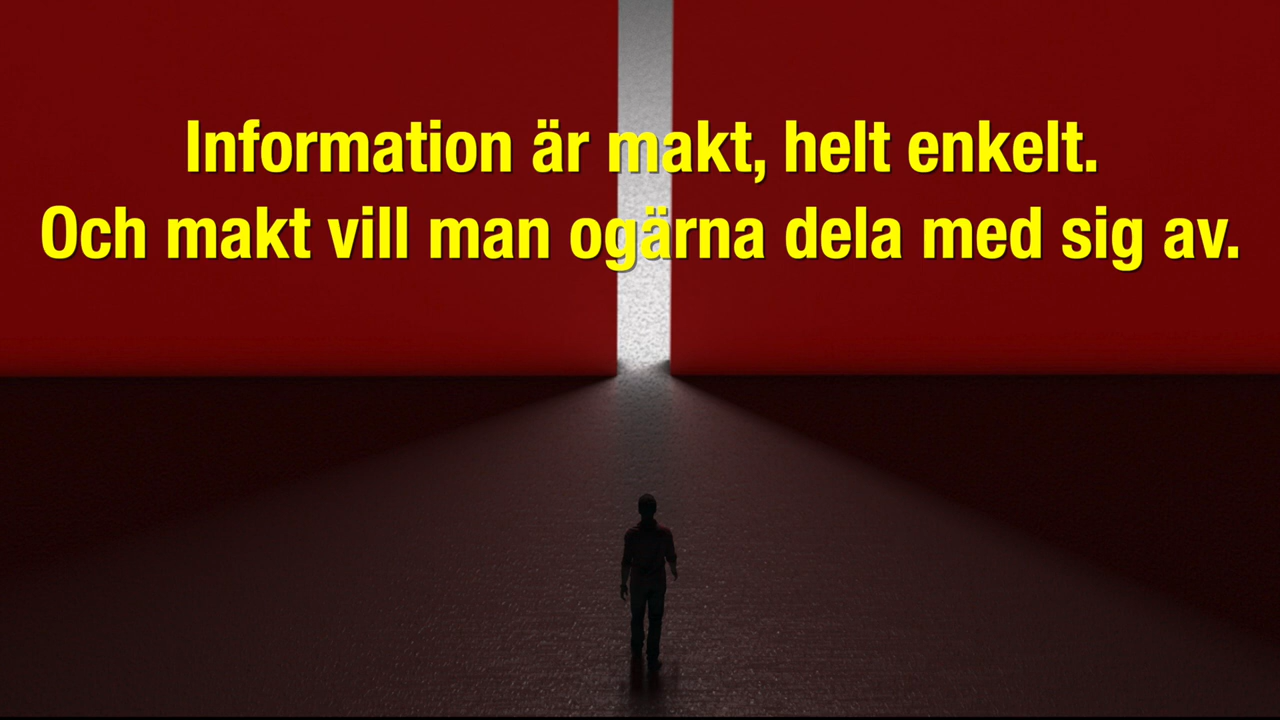 Information är makt, helt enkelt.
Och makt vill man ogärna dela med sig av.